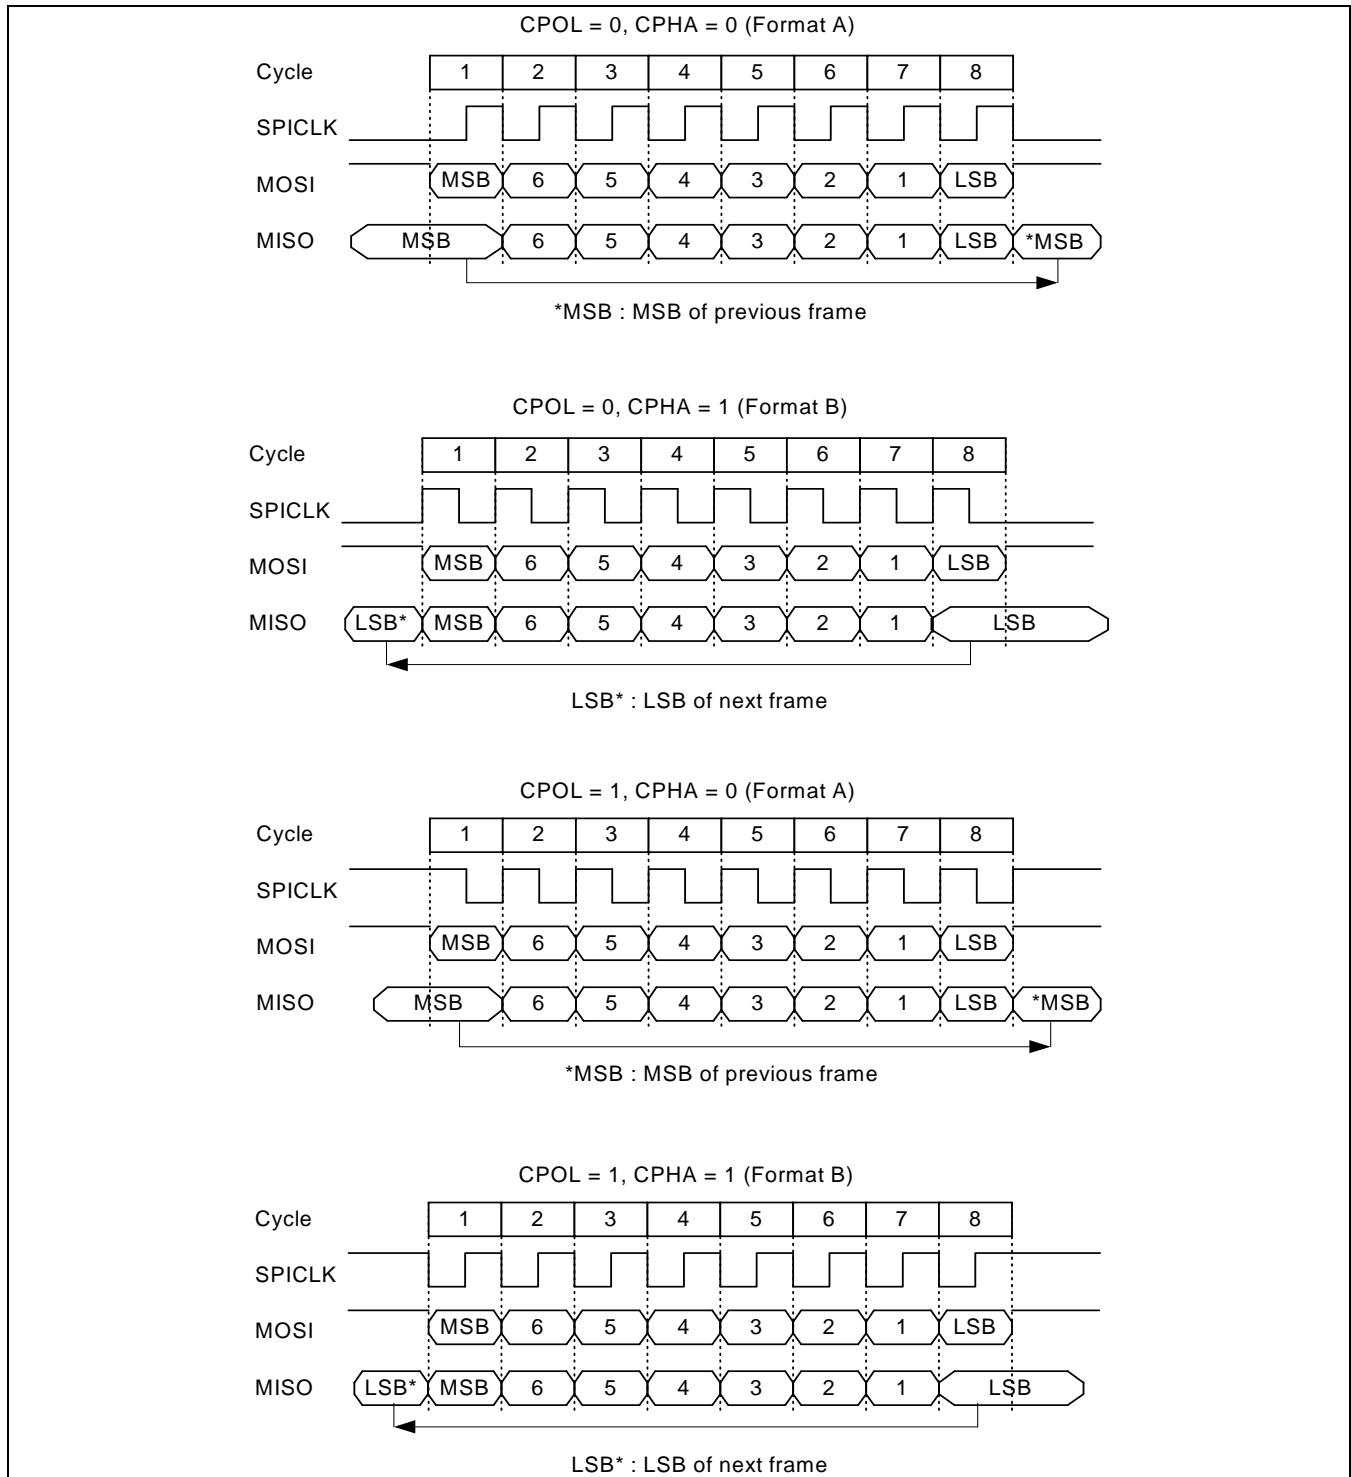 CPOL = 0, CPHA = 0 (Format A)
Cycle 1 2 3 4 5 6 7 8
SPICLK
MOSI MSB 6 5 4 3 2 1 LSB
MISO MSB 6 5 4 3 2 1 LSB *MSB
*MSB : MSB of previous frame
CPOL = 0, CPHA = 1 (Format B)
Cycle 1 2 3 4 5 6 7 8
SPICLK
MOSI MSB 6 5 4 3 2 1 LSB
MISO LSB* MSB 6 5 4 3 2 1 LSB
LSB* : LSB of next frame
CPOL = 1, CPHA = 0 (Format A)
Cycle 1 2 3 4 5 6 7 8
SPICLK
MOSI MSB 6 5 4 3 2 1 LSB
MISO MSB 6 5 4 3 2 1 LSB *MSB
*MSB : MSB of previous frame
CPOL = 1, CPHA = 1 (Format B)
Cycle 1 2 3 4 5 6 7 8
SPICLK
MOSI MSB 6 5 4 3 2 1 LSB
MISO LSB* MSB 6 5 4 3 2 1 LSB
LSB* : LSB of next frame